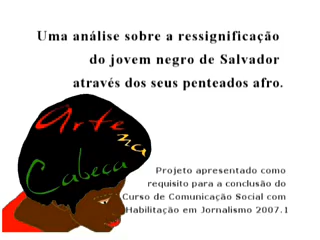 Uma análise sobre a ressignificação
do jovem negro de Salvador
através dos seus penteados afro.
Arte
na
Cabeça
Projeto apresentado como
requisito para a conclusão do
Curso de Comunicação Social com
Habilitação em Jornalismo 2007.1